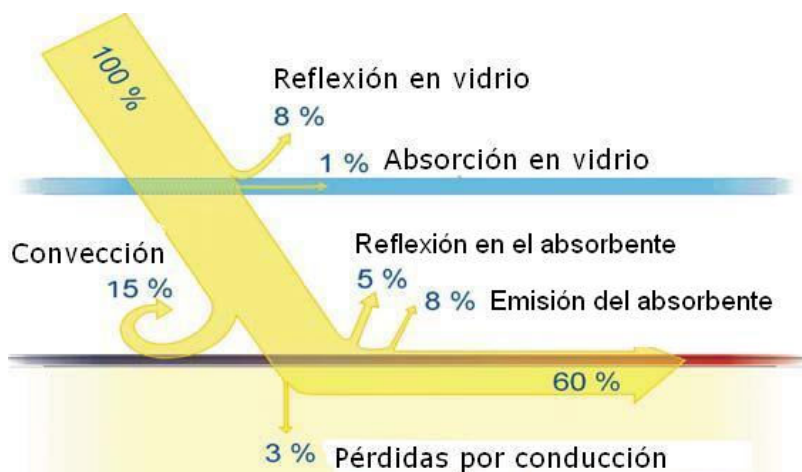 100 %
Reflexión en vidrio
8 %
1 % Absorción en vidrio
Convección
15 %
Reflexión en el absorbente
5 %
8 % Emisión del absorbente
60 %
3 % Pérdidas por conducción